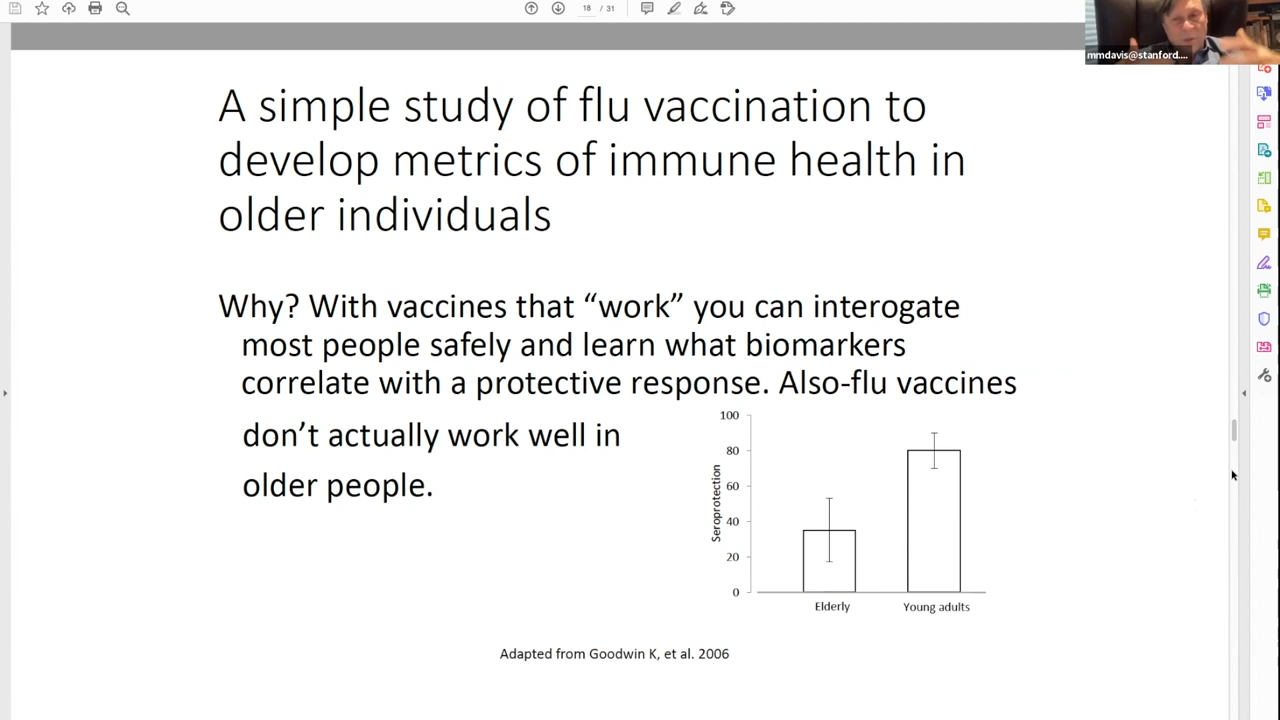 18 / 31
mmdavis@stanford....
A simple study of flu vaccination to
develop metrics of immune health in
older individuals
Why? With vaccines that “work” you can interogate
most people safely and learn what biomarkers
correlate with a protective response. Also-flu vaccines
don’t actually work well in
older people.
100
80
60
40
20
0
Seroprotection
Elderly Young adults
Adapted from Goodwin K, et al. 2006